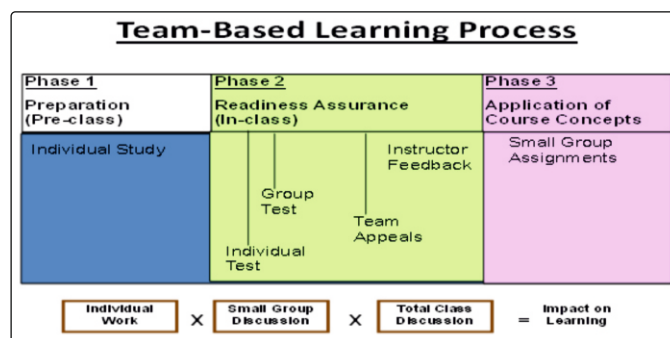 Team-Based Learning Process
Phase 1
Preparation
(Pre-class)
Individual Study
Phase 2
Readiness Assurance
(In-class)
Instructor
Feedback
Group
Test
Team
Appeals
Individual
Test
Phase 3
Application of
Course Concepts
Small Group
Assignments
Individual
Work
X
Small Group
Discussion
X
Total Class
Discussion
=
Impact on
Learning